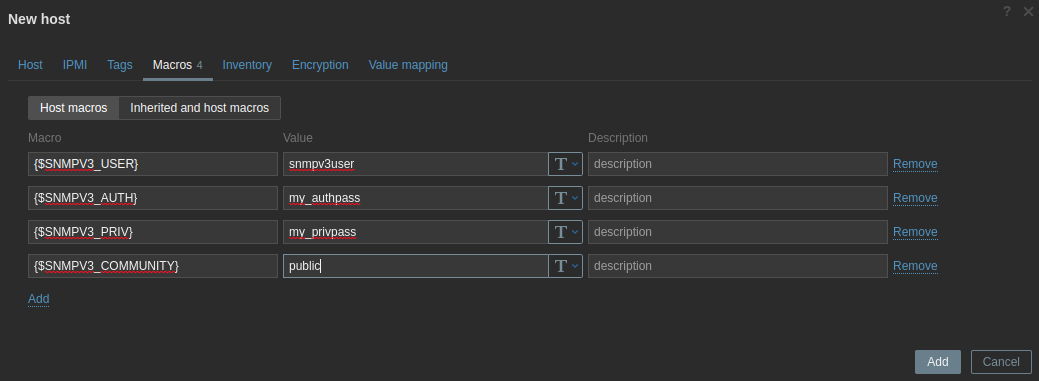 New host
? ×
Host IPMI Tags Macros 4 Inventory Encryption Value mapping
Host macros Inherited and host macros
Macro Value Description
{$SNMPV3_USER} snmpv3user T description Remove
{$SNMPV3_AUTH} my_authpass T description Remove
{$SNMPV3_PRIV} my_privpass T description Remove
{$SNMPV3_COMMUNITY} public T description Remove
Add
Add Cancel